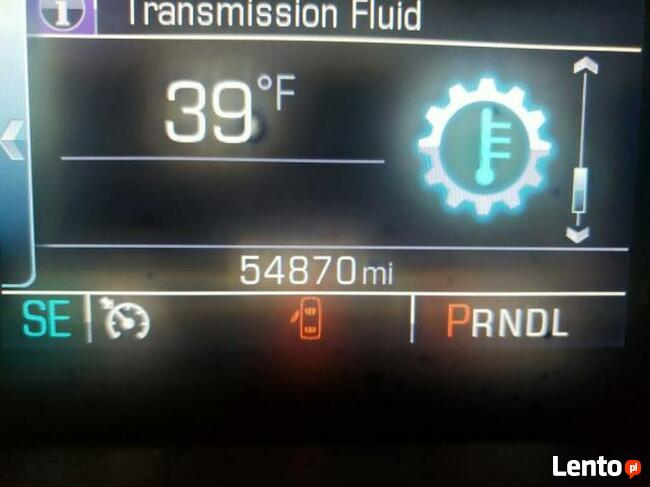 Transmission Fluid
39°F
54870 mi
SE
PRNDL
Lento pl